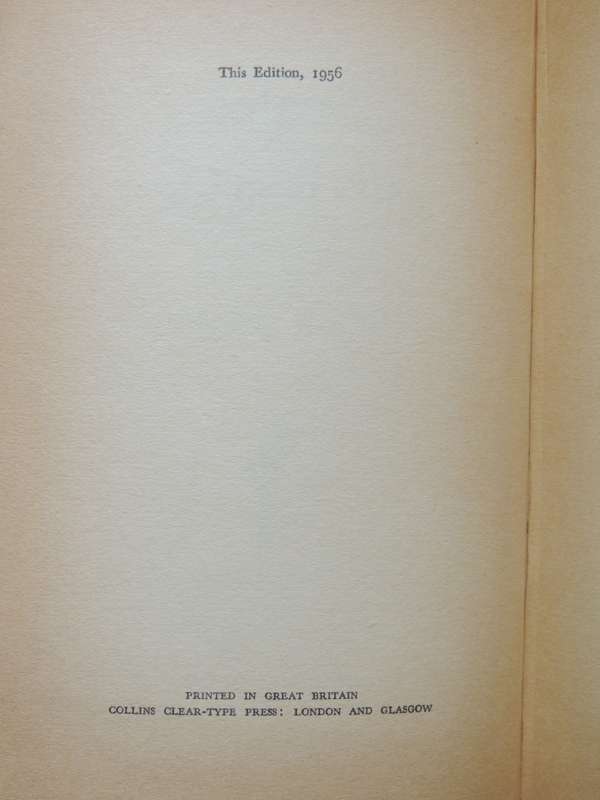 This Edition, 1956
PRINTED IN GREAT BRITAIN
COLLINS CLEAR-TYPE PRESS: LONDON AND GLASGOW